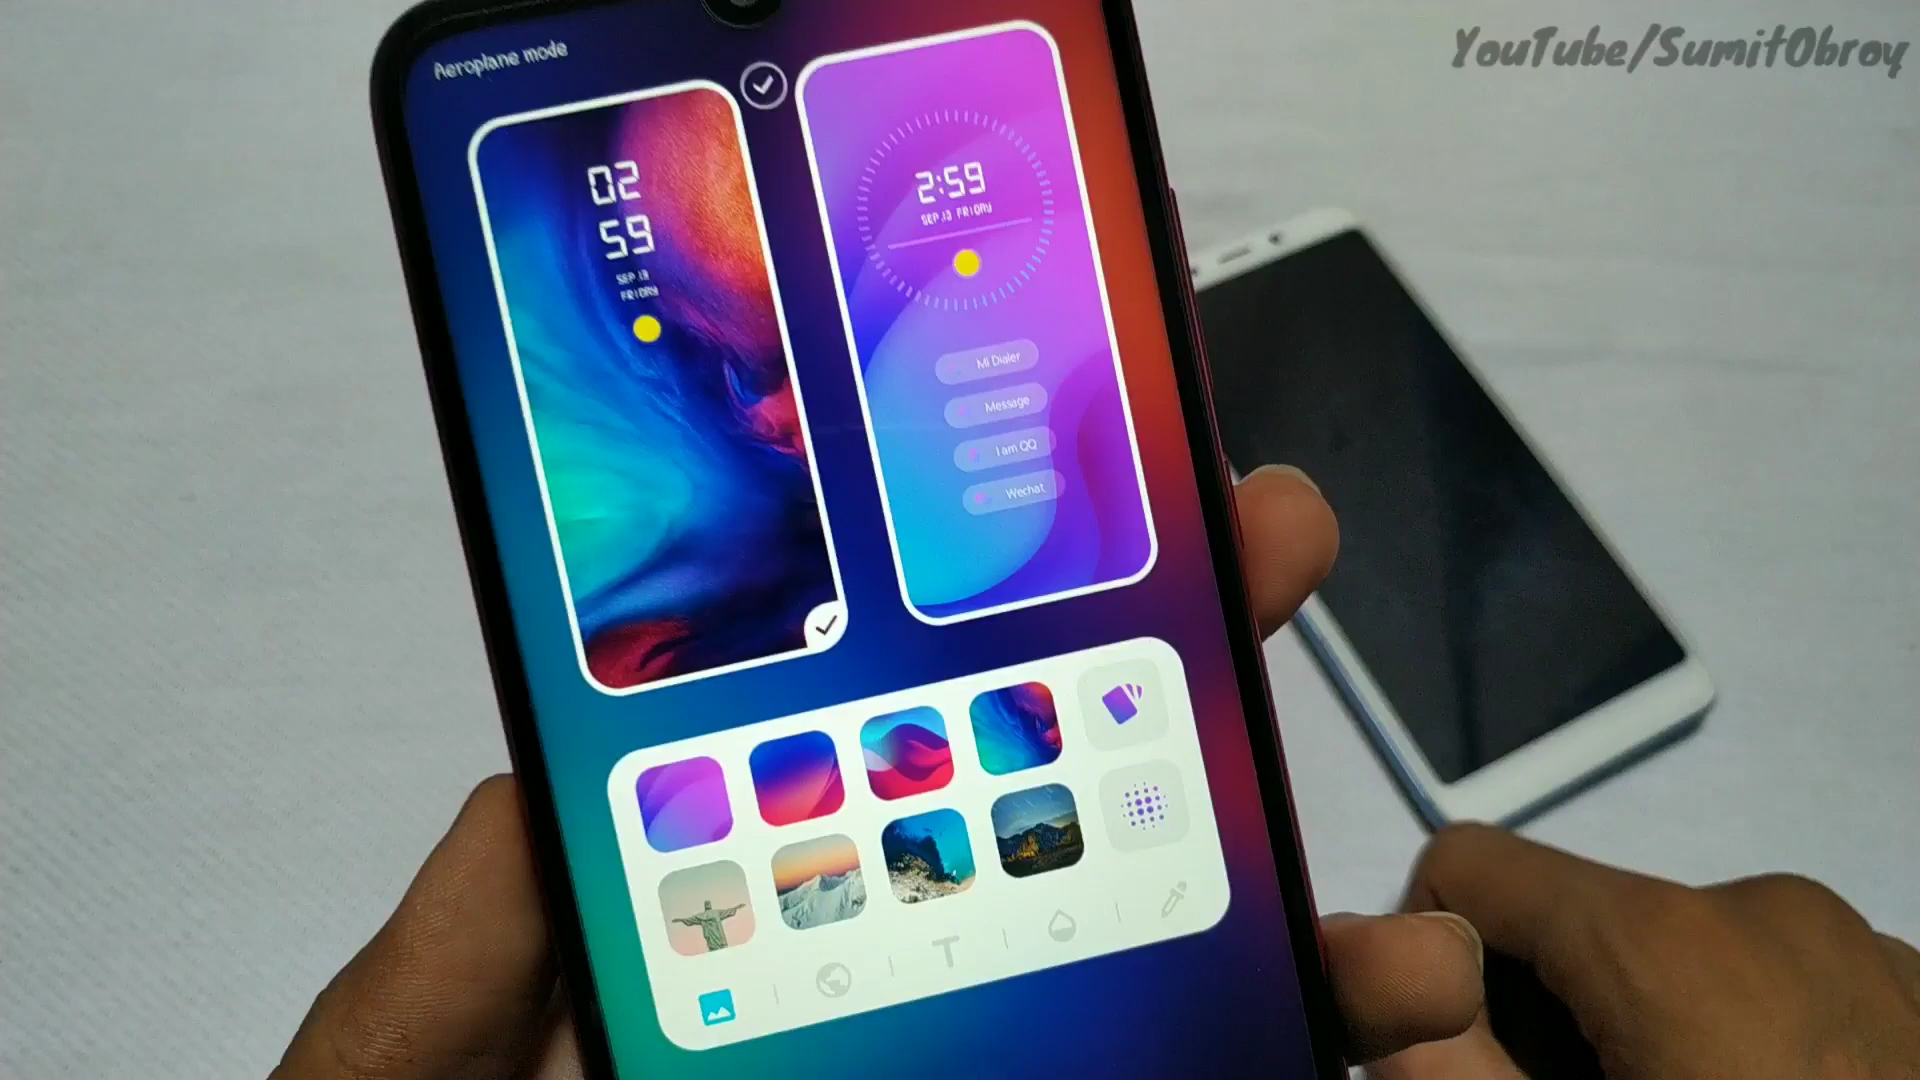 YouTube/SumitObroy
Aeroplane mode
02
59
SEP.13
FRIDAY
2:59
SEP.13 FRIDAY
Mi Dialer
Message
I am QQ
Wechat
T